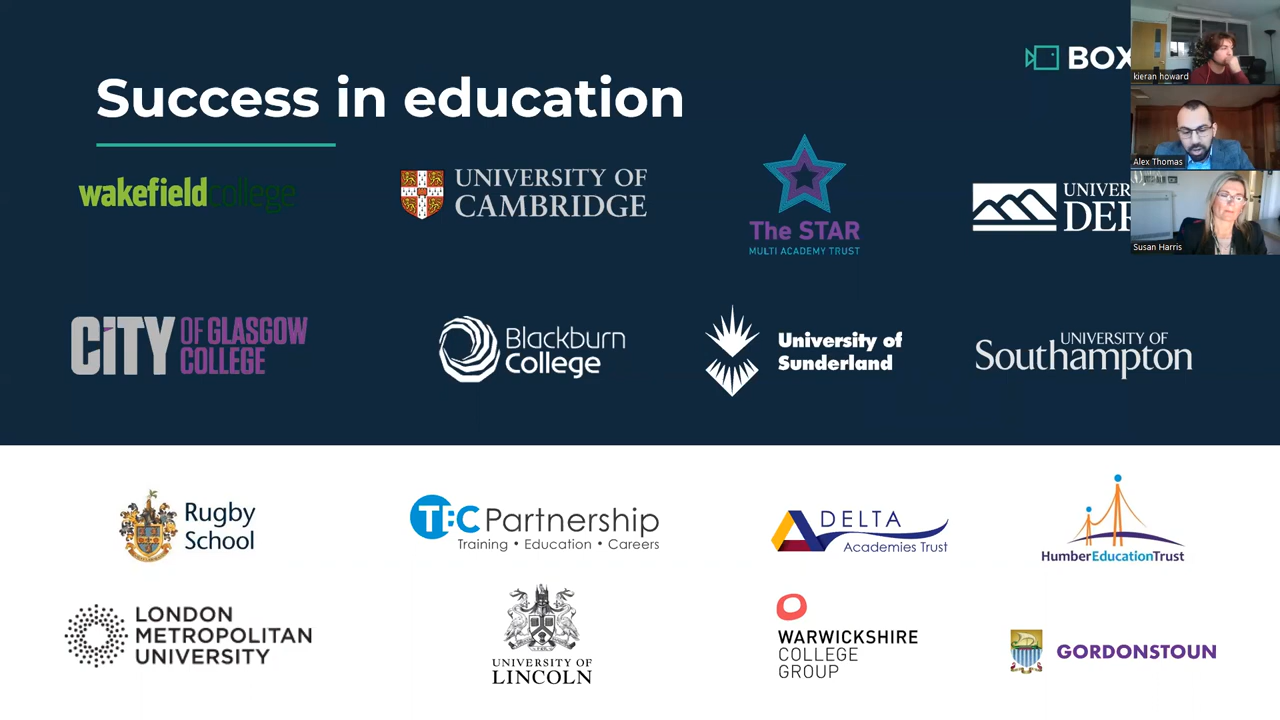 Success in education
BOX
kieran howard
Alex Thomas
Susan Harris
wakefieldcollege
UNIVERSITY OF
CAMBRIDGE
The STAR
MULTI ACADEMY TRUST
CiTY
OF GLASGOW
COLLEGE
Blackburn
College
University of
Sunderland
UNIVERSITY OF
Southampton
Rugby
School
TEC Partnership
Training • Education • Careers
DELTA
Academies Trust
HumberEducationTrust
LONDON
METROPOLITAN
UNIVERSITY
UNIVERSITY OF
LINCOLN
WARWICKSHIRE
COLLEGE
GROUP
GORDONSTOUN